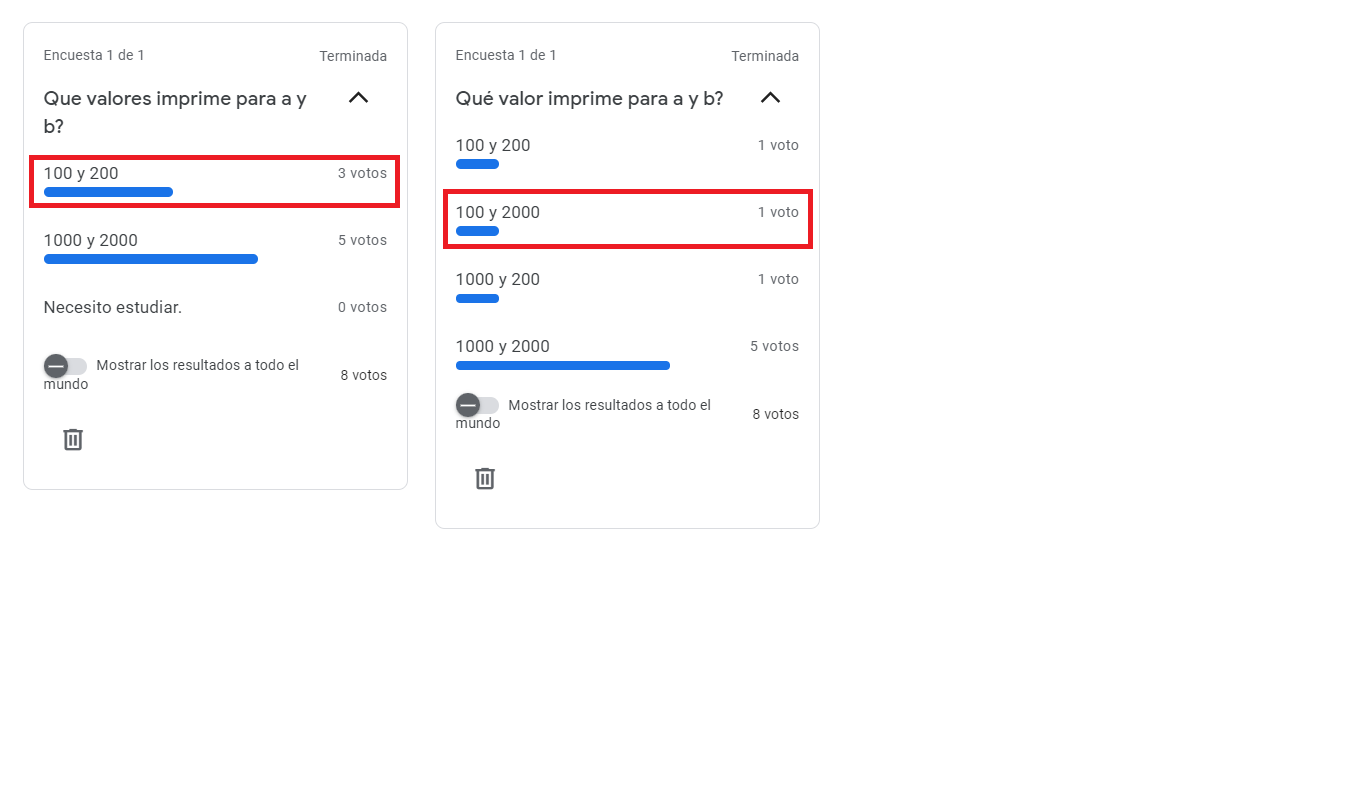 Encuesta 1 de 1 Terminada
Que valores imprime para a y
b?
100 y 200 3 votos
1000 y 2000 5 votos
Necesito estudiar. 0 votos
Mostrar los resultados a todo el
mundo 8 votos
Encuesta 1 de 1 Terminada
Qué valor imprime para a y b?
100 y 200 1 voto
100 y 2000 1 voto
1000 y 200 1 voto
1000 y 2000 5 votos
Mostrar los resultados a todo el
mundo 8 votos